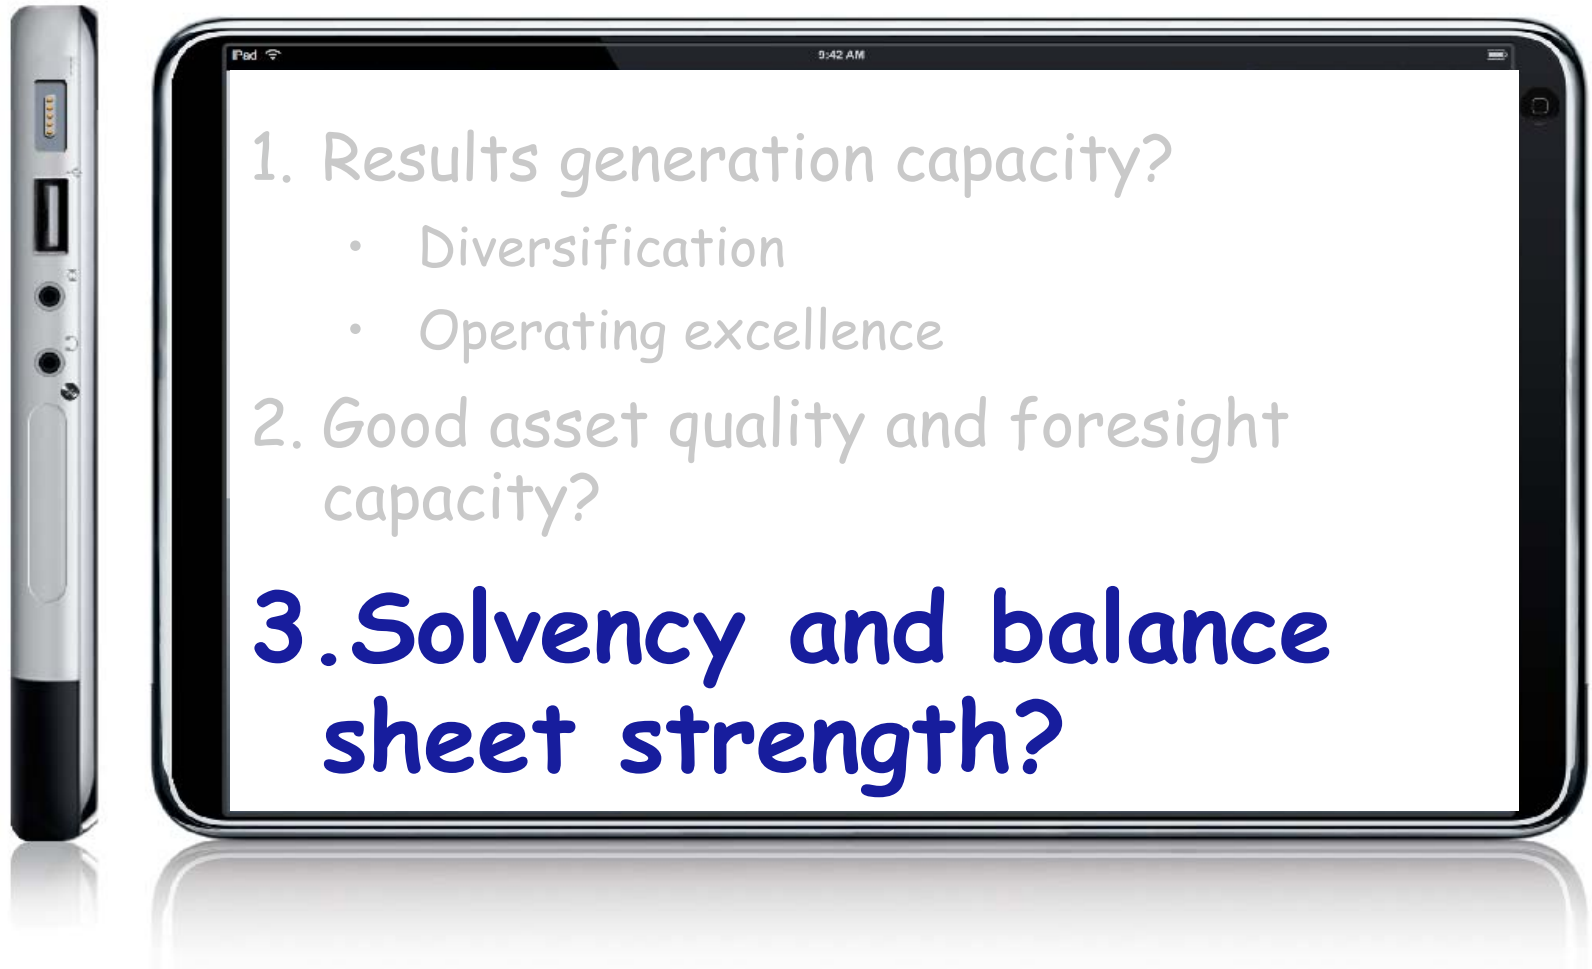 iPad 9:42 AM
1. Results generation capacity?
• Diversification
• Operating excellence
2. Good asset quality and foresight
capacity?
3.Solvency and balance
sheet strength?